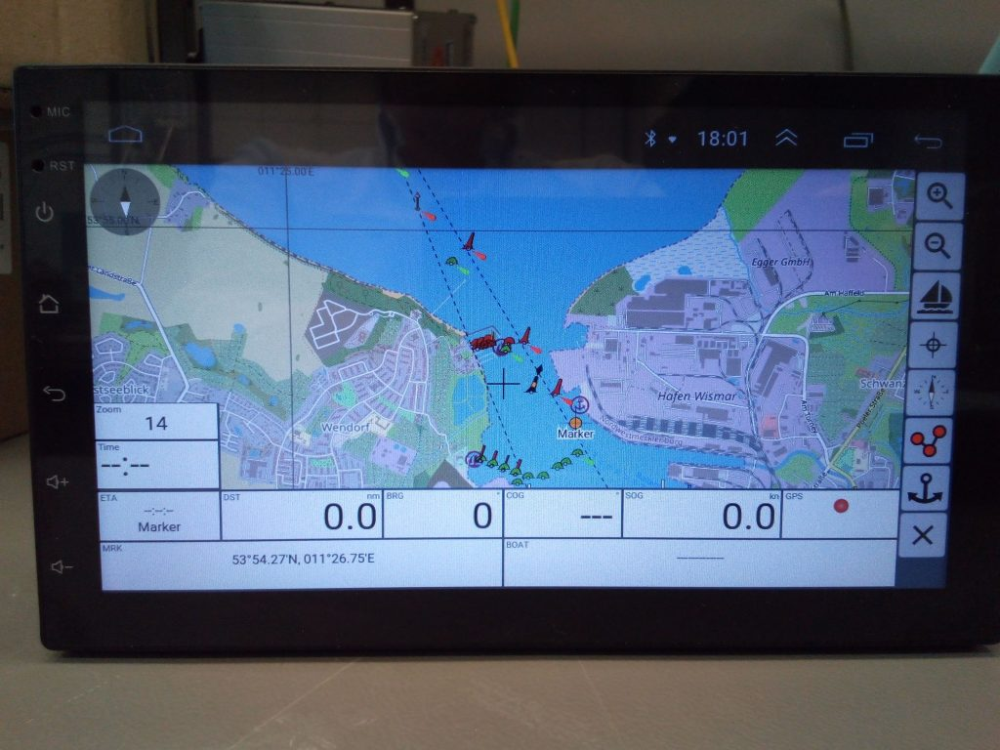 MIC
18:01
RST
011°25.00'E
53°55.00'N
Egger GmbH
Am Haffeld
Hafen Wismar
Wendorf
Marker
Poeler Straße
Zoom
14
Time
--:--
ETA
--:--:--
Marker
DST
nm
0.0
BRG
°
0
COG
°
---
SOG
kn
0.0
GPS
MRK
53°54.27'N, 011°26.75'E
BOAT
--------